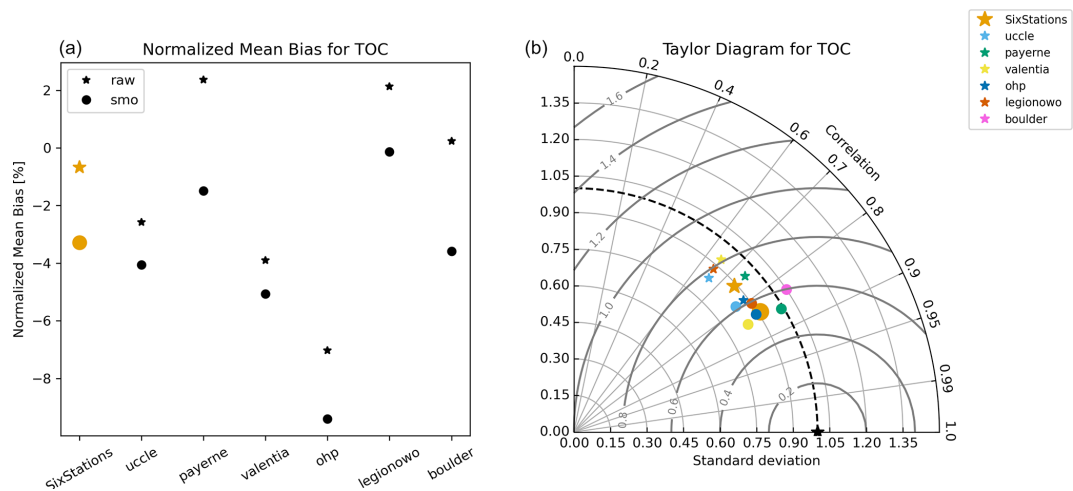 (a)
Normalized Mean Bias for TOC
raw
smo
Normalized Mean Bias [%]
2
0
−2
−4
−6
−8
SixStations
uccle
payerne
valentia
ohp
legionowo
boulder
(b)
Taylor Diagram for TOC
SixStations
uccle
payerne
valentia
ohp
legionowo
boulder
0.0
0.2
0.4
0.6
0.7
0.8
0.9
0.95
0.99
1.0
Correlation
1.35
1.20
1.05
0.90
0.75
0.60
0.45
0.30
0.15
0.00
1.6
1.4
1.2
1.0
0.8
0.6
0.4
0.2
0.00 0.15 0.30 0.45 0.60 0.75 0.90 1.05 1.20 1.35
Standard deviation